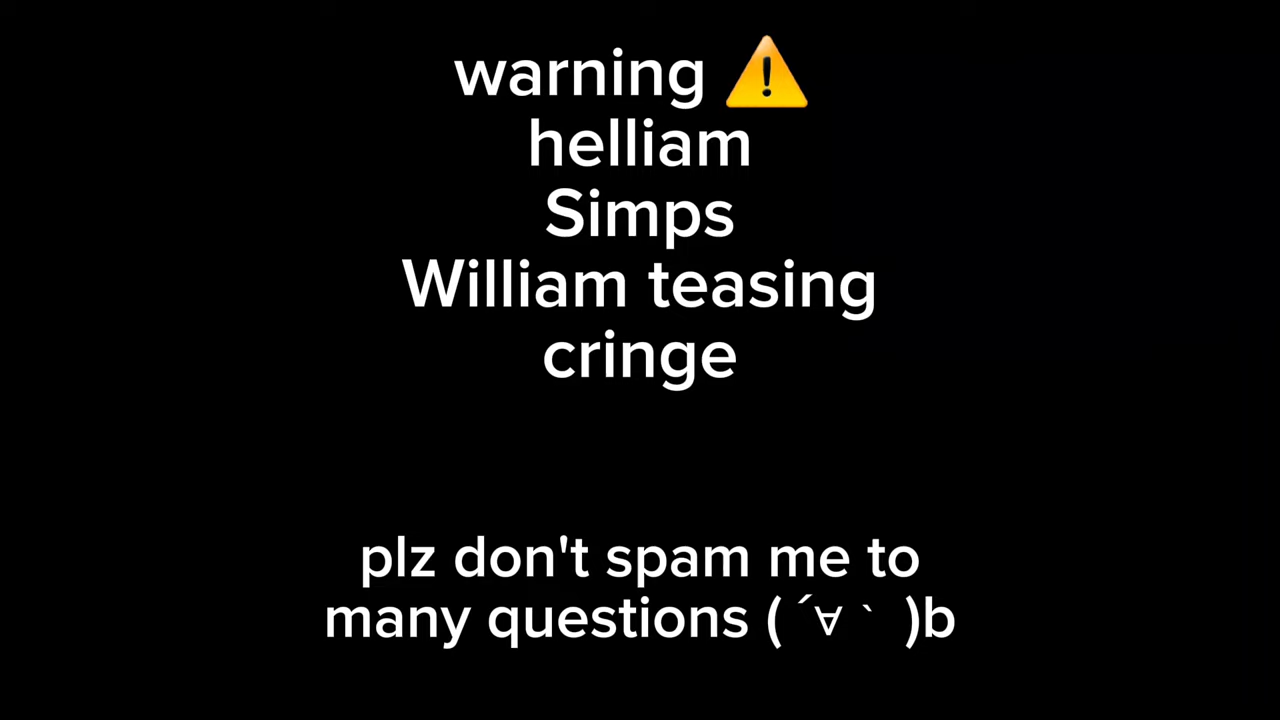 warning ⚠️
helliam
Simps
William teasing
cringe
plz don't spam me to
many questions ( ´∀｀ )b